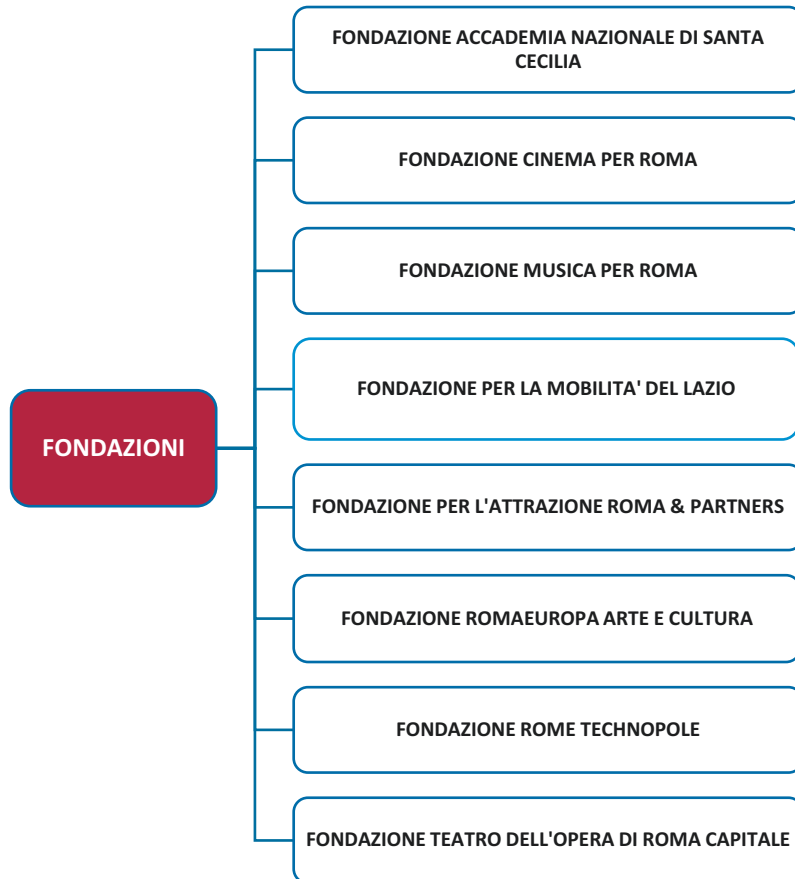 FONDAZIONE ACCADEMIA NAZIONALE DI SANTA
CECILIA
FONDAZIONE CINEMA PER ROMA
FONDAZIONE MUSICA PER ROMA
FONDAZIONE PER LA MOBILITA' DEL LAZIO
FONDAZIONI
FONDAZIONE PER L'ATTRAZIONE ROMA & PARTNERS
FONDAZIONE ROMAEUROPA ARTE E CULTURA
FONDAZIONE ROME TECHNOPOLE
FONDAZIONE TEATRO DELL'OPERA DI ROMA CAPITALE